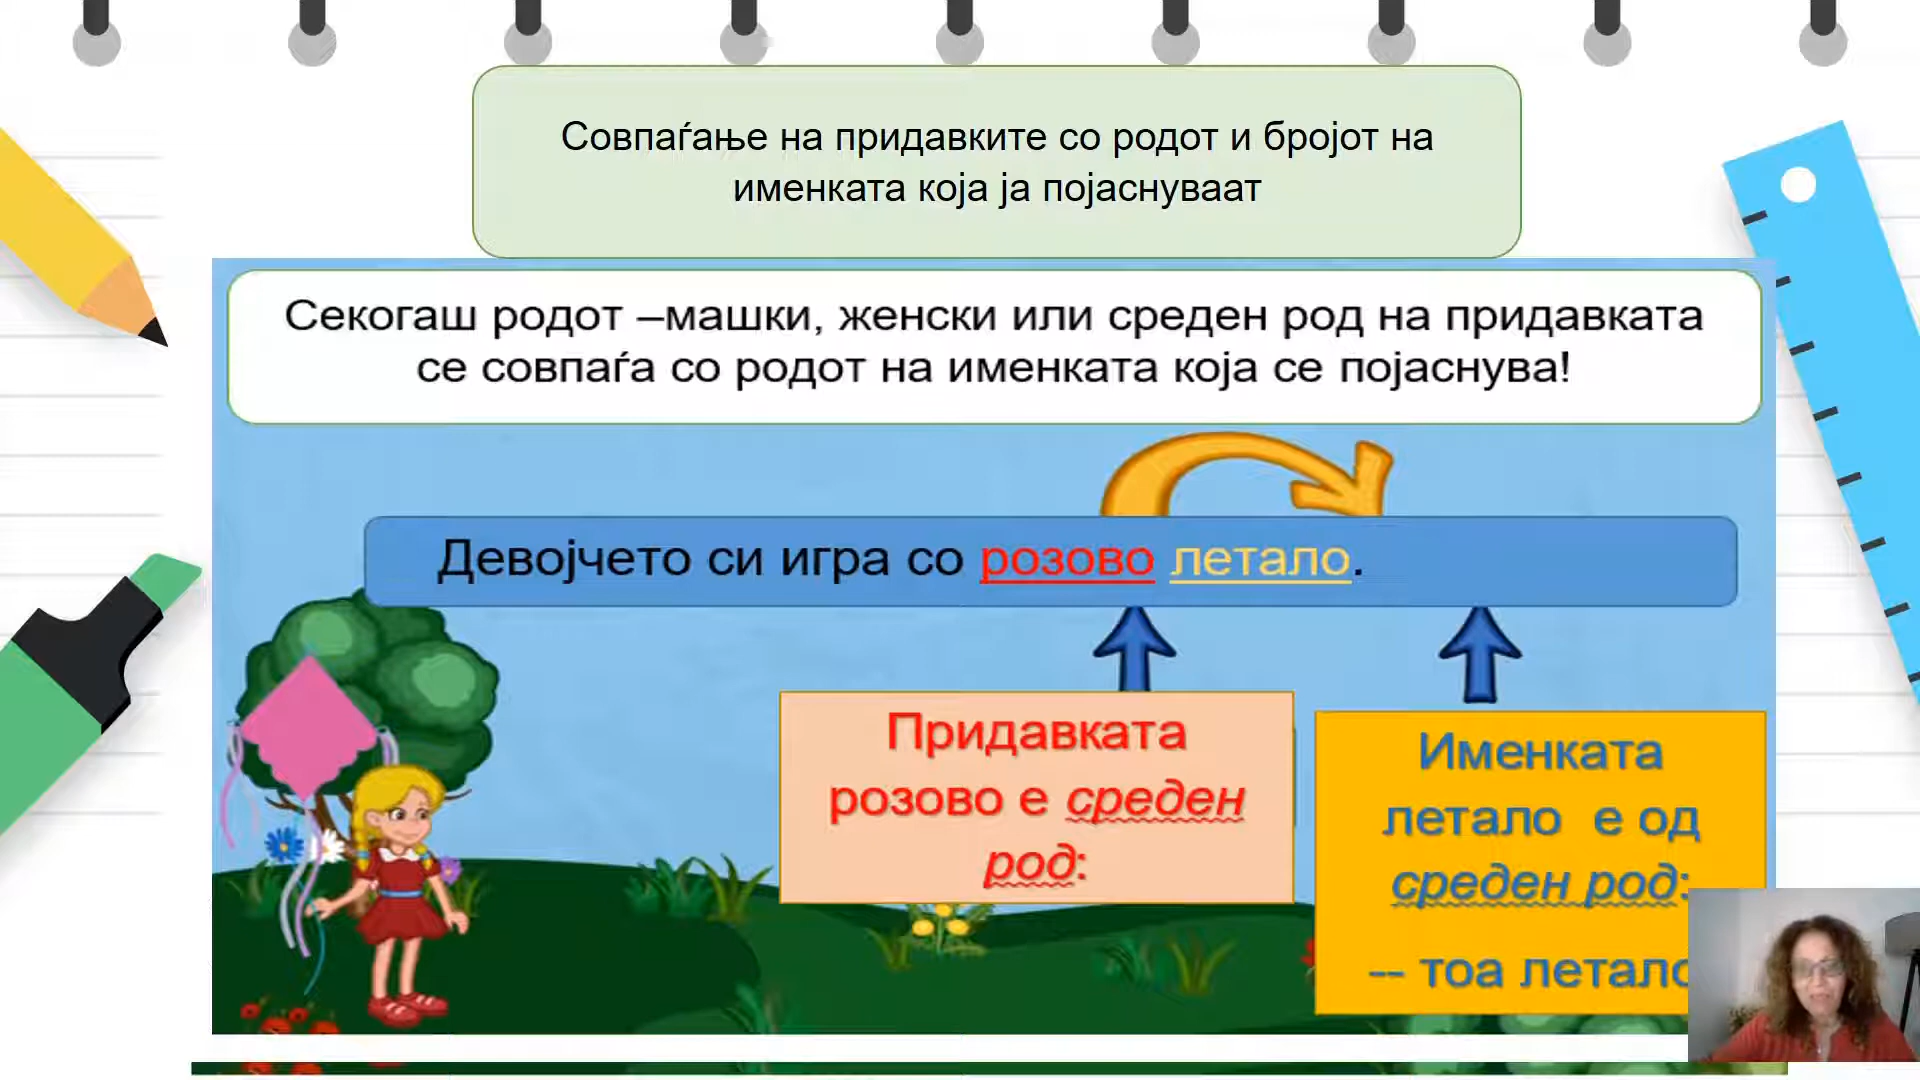 Совпаѓање на придавките со родот и бројот на
именката која ја појаснуваат
Секогаш родот –машки, женски или среден род на придавката
се совпаѓа со родот на именката која се појаснува!
Девојчето си игра со розово летало.
Придавката
розово е среден
род:
Именката
летало е од
среден род:
-- тоа летало